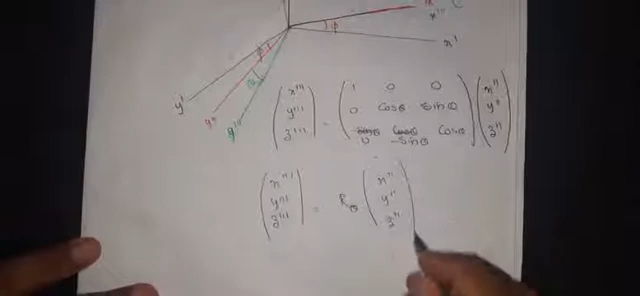 x'''
φ
x'
φ
θ
y'
y''
y'''
( x''' y''' z''' ) = ( 1 0 0 0 Cosθ Sinθ 0 -Sinθ Cosθ ) ( x'' y'' z'' )
( x''' y''' z''' ) = Rθ ( x'' y'' z'' )